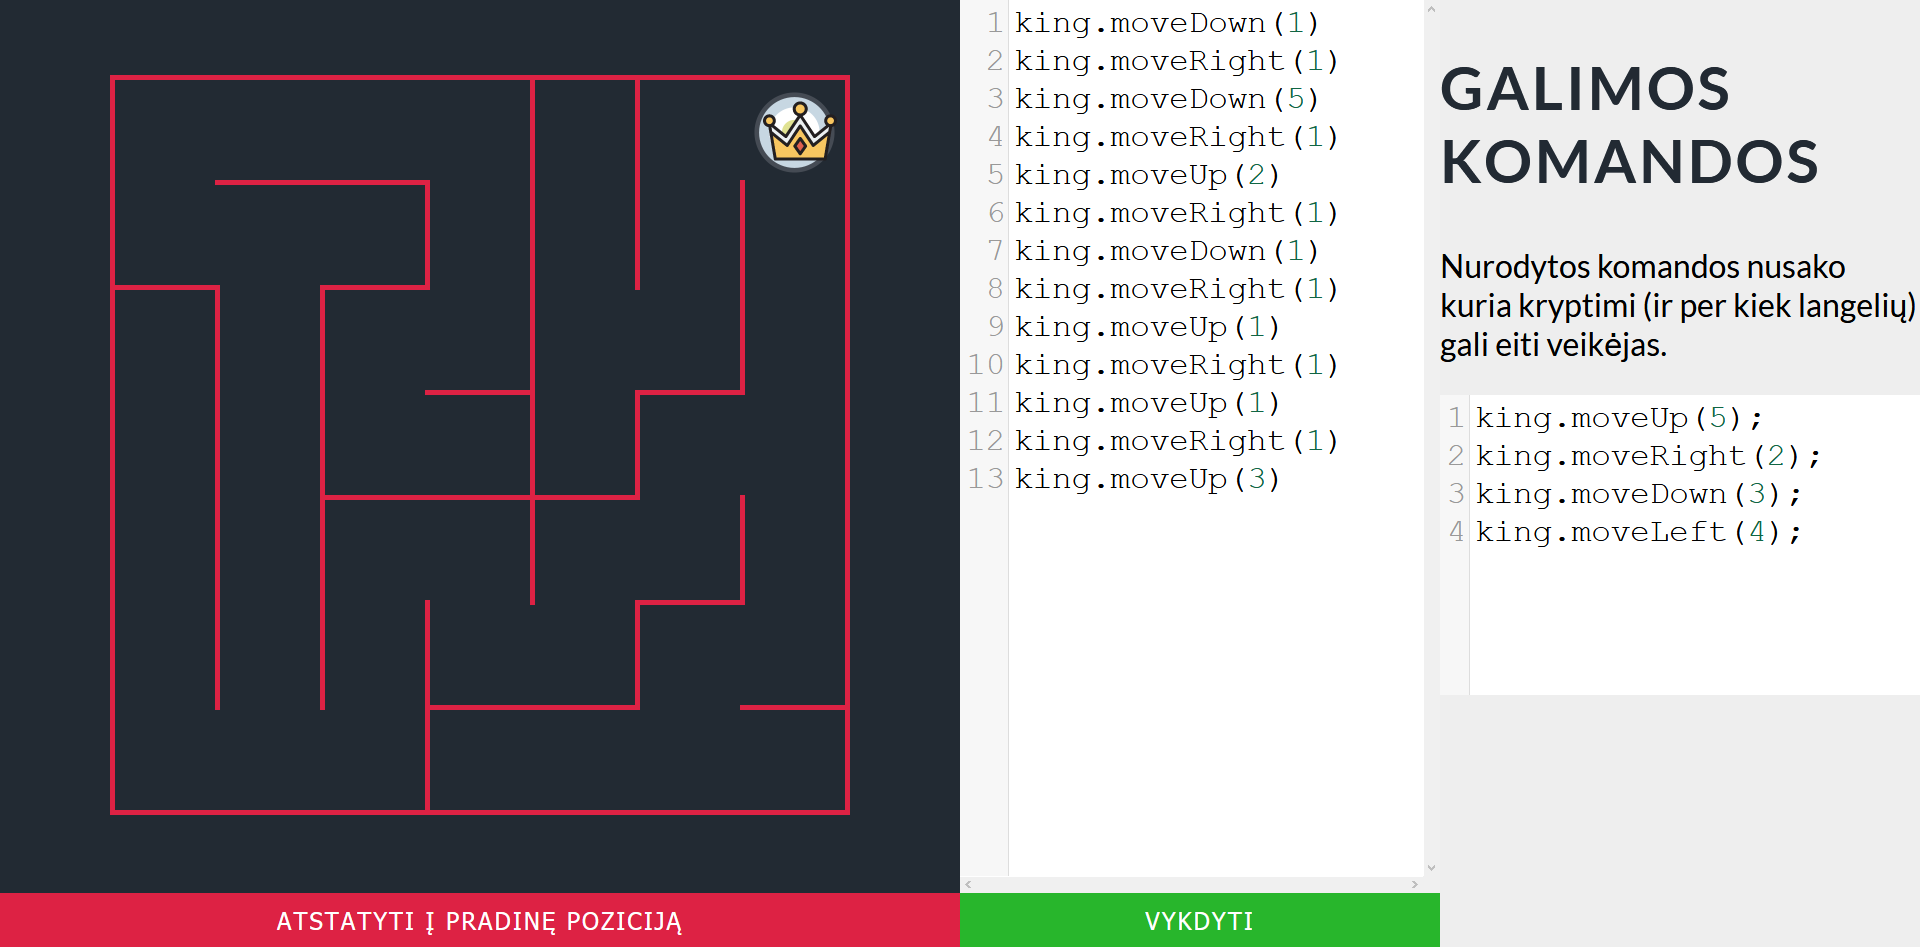 1 king.moveDown(1)
2 king.moveRight(1)
3 king.moveDown(5)
4 king.moveRight(1)
5 king.moveUp(2)
6 king.moveRight(1)
7 king.moveDown(1)
8 king.moveRight(1)
9 king.moveUp(1)
10 king.moveRight(1)
11 king.moveUp(1)
12 king.moveRight(1)
13 king.moveUp(3)
GALIMOS
KOMANDOS
Nurodytos komandos nusako
kuria kryptimi (ir per kiek langelių)
gali eiti veikėjas.
1 king.moveUp(5);
2 king.moveRight(2);
3 king.moveDown(3);
4 king.moveLeft(4);
ATSTATYTI Į PRADINĘ POZICIJĄ
VYKDYTI